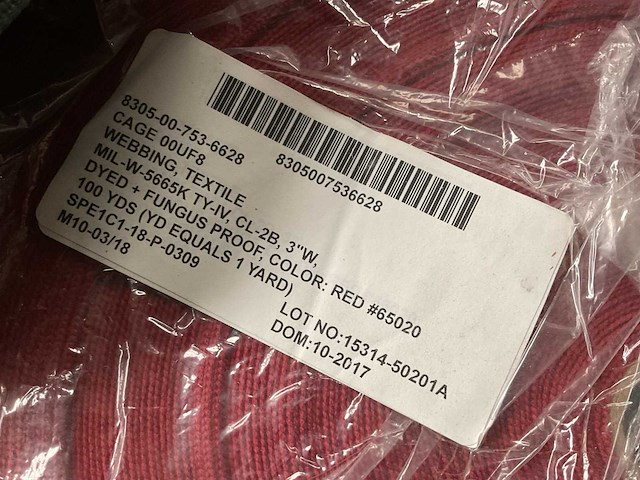 8305-00-753-6628
8305007536628
CAGE 00UF8
WEBBING, TEXTILE
MIL-W-5665K TY-IV, CL-2B, 3"W,
DYED + FUNGUS PROOF, COLOR: RED #65020
100 YDS (YD EQUALS 1 YARD)
SPE1C1-18-P-0309
M10-03/18
LOT NO:15314-50201A
DOM:10-2017